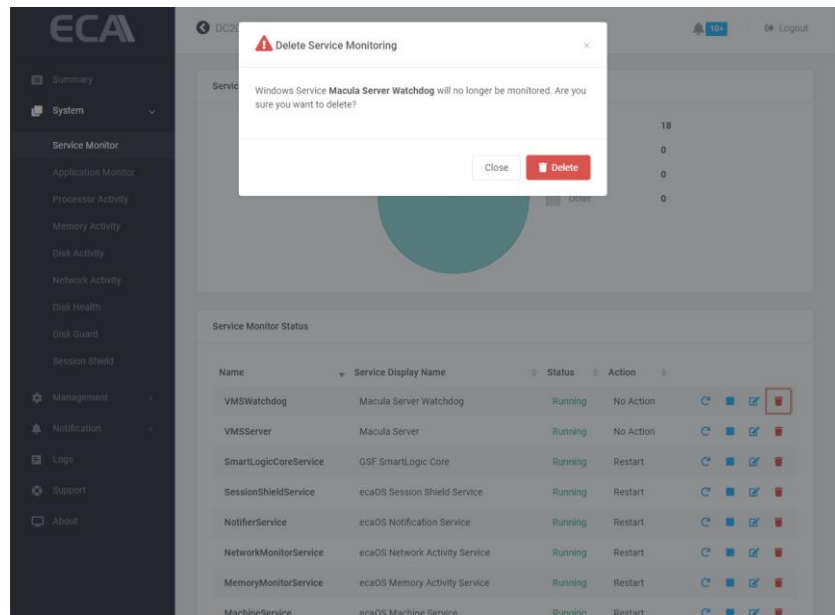 ECA
DC20
10+
Logout
Summary
System
Service Monitor
Application Monitor
Processor Activity
Memory Activity
Disk Activity
Network Activity
Disk Health
Disk Guard
Session Shield
Management
Notification
Logs
Support
About
Delete Service Monitoring
Windows Service Macula Server Watchdog will no longer be monitored. Are you
sure you want to delete?
Close Delete
Servic
18
0
0
Other 0
Service Monitor Status
Name Service Display Name Status Action
VMSWatchdog Macula Server Watchdog Running No Action
VMSServer Macula Server Running No Action
SmartLogicCoreService GSF SmartLogic Core Running Restart
SessionShieldService ecaOS Session Shield Service Running Restart
NotifierService ecaOS Notification Service Running Restart
NetworkMonitorService ecaOS Network Activity Service Running Restart
MemoryMonitorService ecaOS Memory Activity Service Running Restart
MachineService ecaOS Machine Service Running Restart